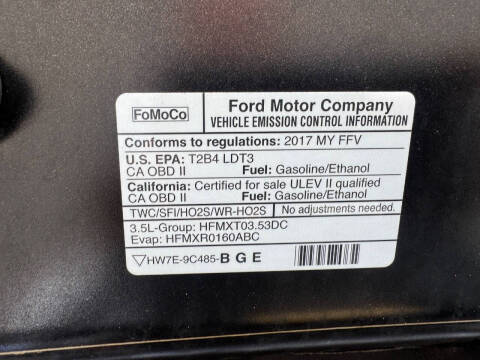 FoMoCo
Ford Motor Company
VEHICLE EMISSION CONTROL INFORMATION
Conforms to regulations: 2017 MY FFV
U.S. EPA: T2B4 LDT3
CA OBD II Fuel: Gasoline/Ethanol
California: Certified for sale ULEV II qualified
CA OBD II Fuel: Gasoline/Ethanol
TWC/SFI/HO2S/WR-HO2S No adjustments needed.
3.5L-Group: HFMXT03.53DC
Evap: HFMXR0160ABC
HW7E-9C485-BGE